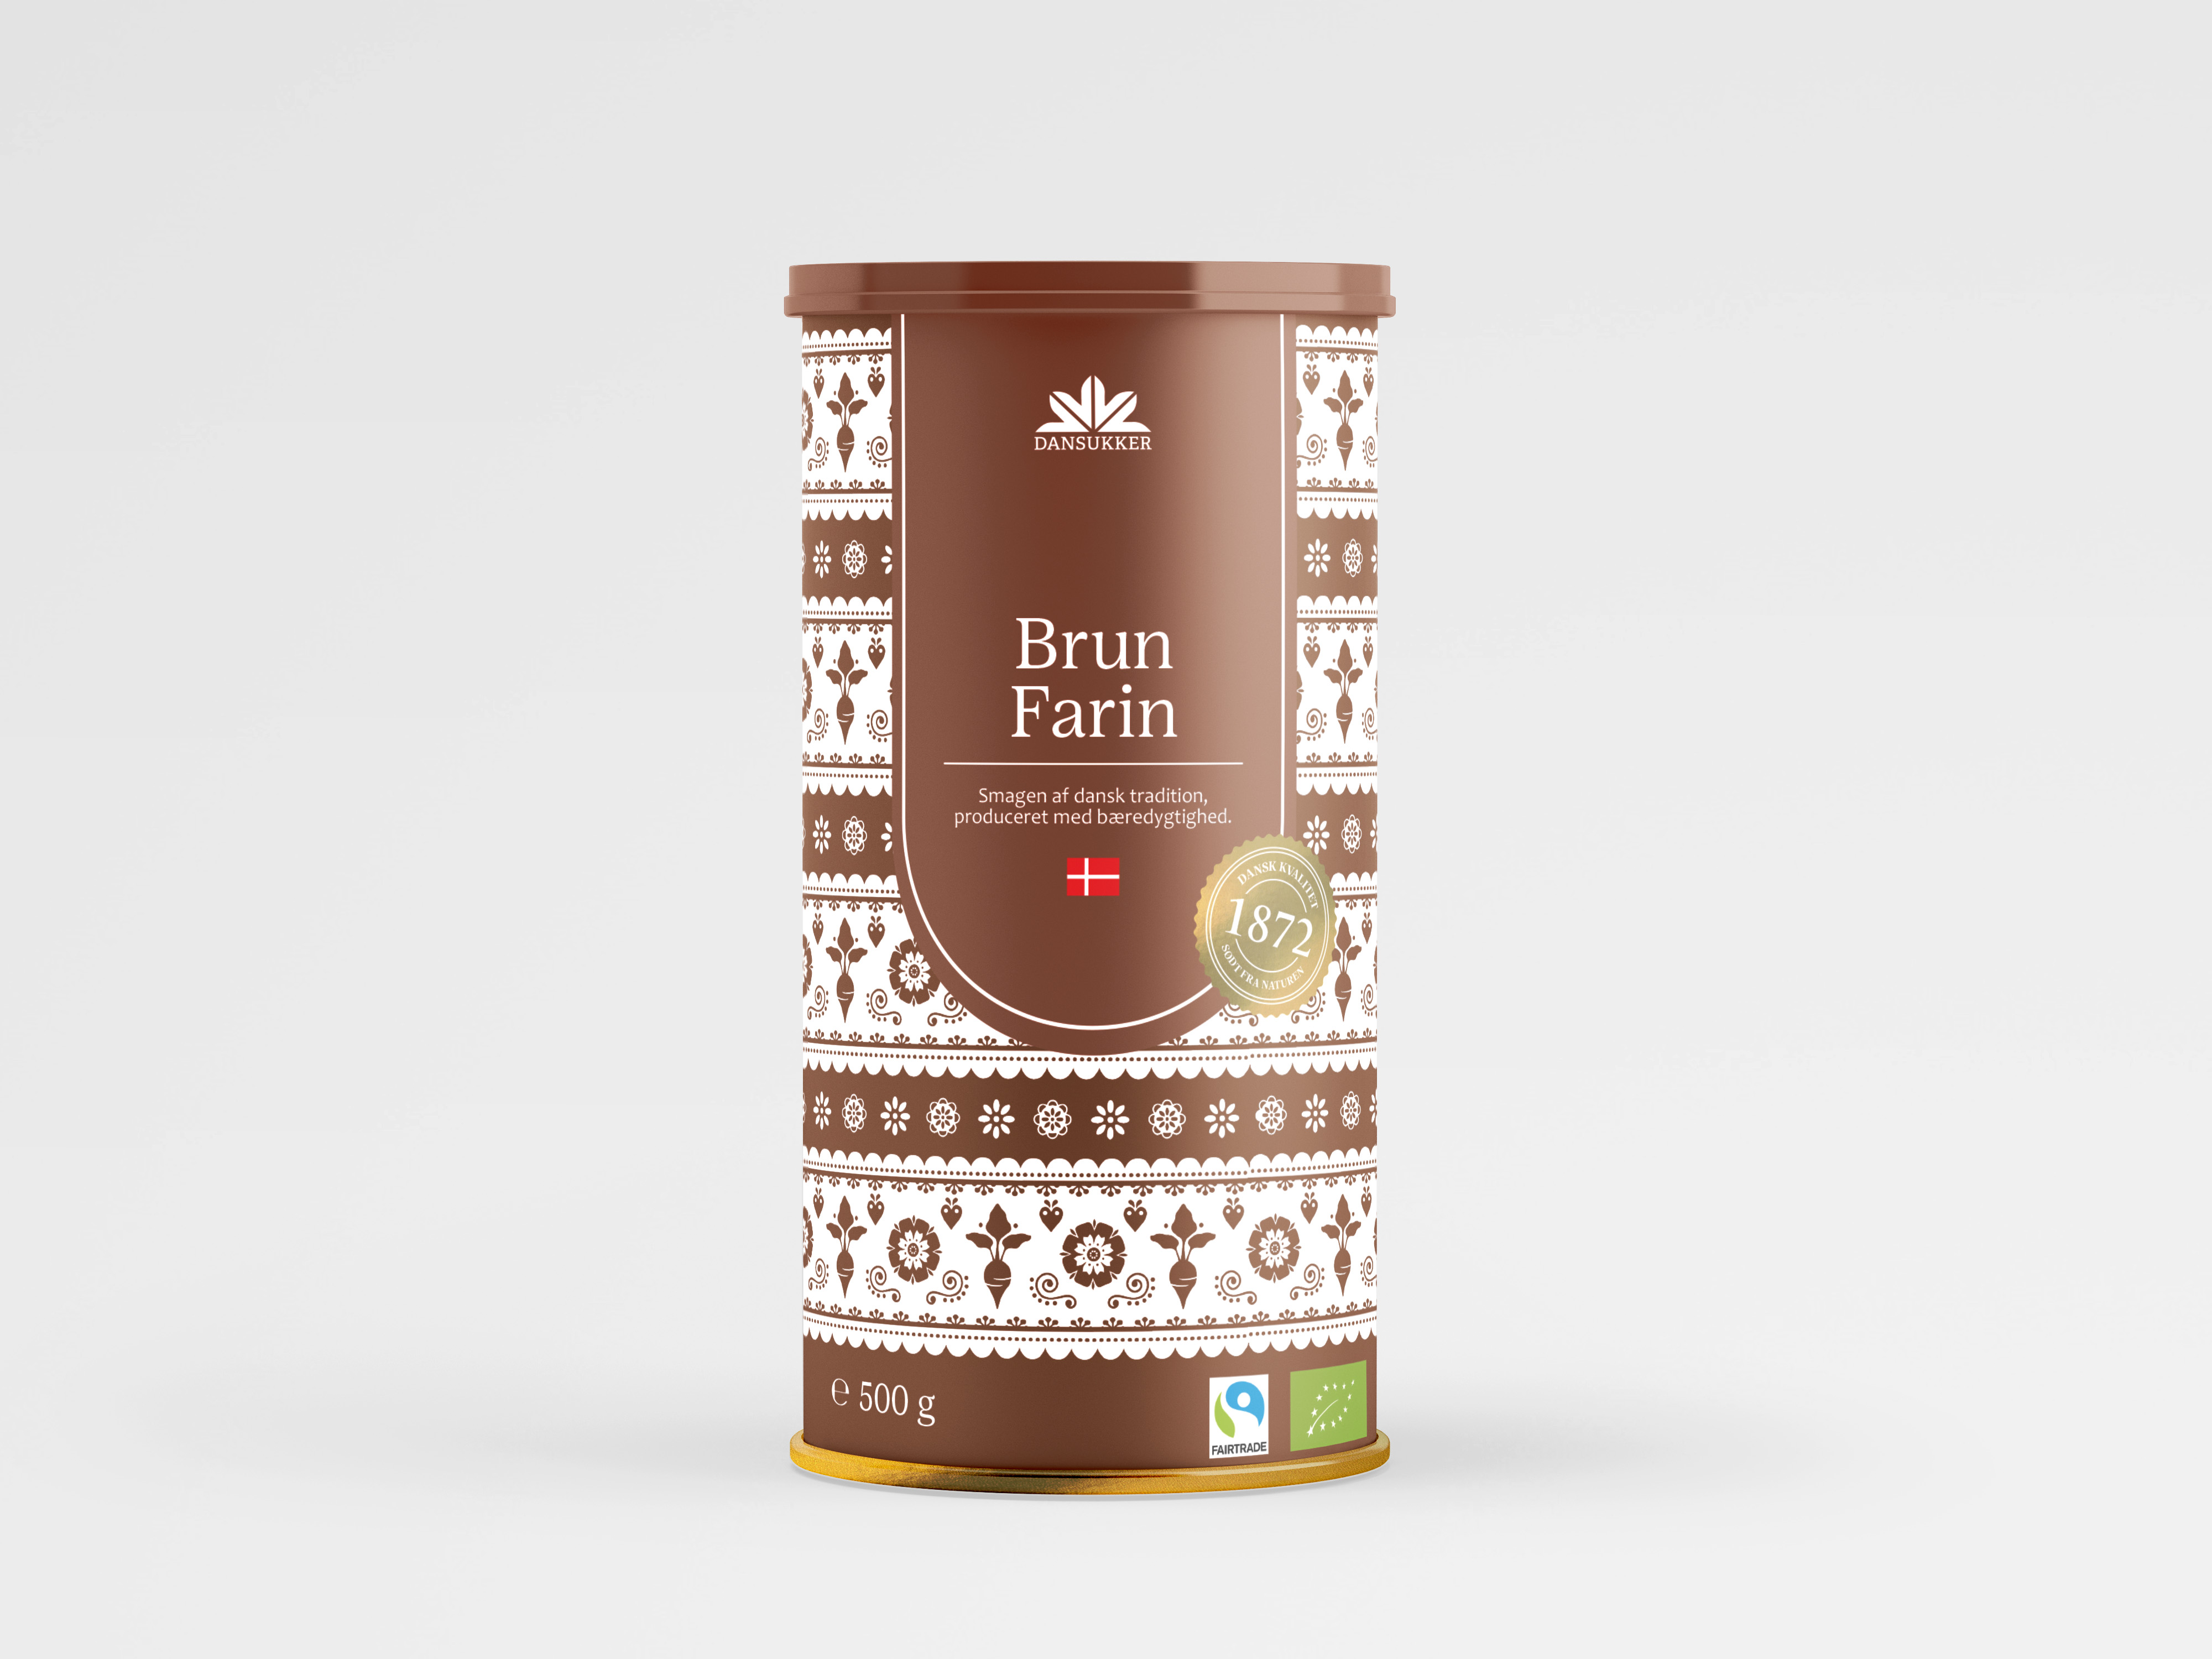 DANSUKKER
Brun
Farin
Smagen af dansk tradition,
produceret med bæredygtighed.
DANSK KVALITET
1872
SØDT FRA NATUREN
℮ 500 g
FAIRTRADE